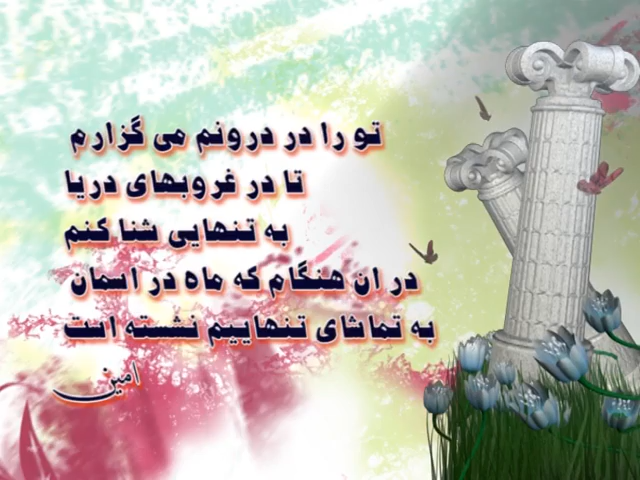 تو را در درونم می گزارم
تا در غروبهای دریا
به تنهایی شنا کنم
در ان هنگام که ماه در اسمان
به تماشای تنهاییم نشسته است
امین